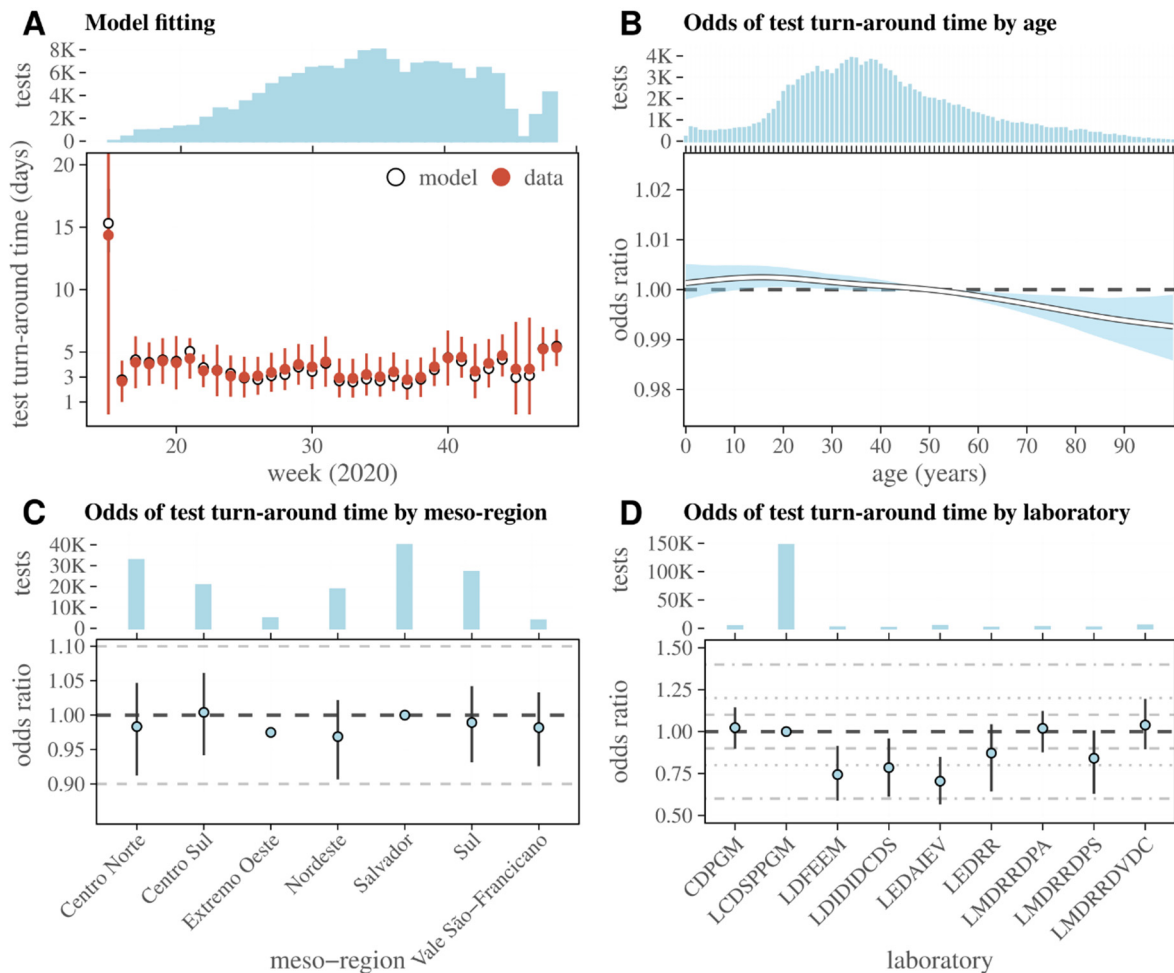 A Model fitting
8K
6K
4K
2K
0
tests
20
15
10
5
3
1
test turn-around time (days)
model data
20 30 40
week (2020)
B Odds of test turn-around time by age
4K
3K
2K
1K
0
tests
1.02
1.01
1.00
0.99
0.98
odds ratio
0 10 20 30 40 50 60 70 80 90
age (years)
C Odds of test turn-around time by meso-region
40K
30K
20K
10K
0
tests
1.10
1.05
1.00
0.95
0.90
odds ratio
Centro Norte
Centro Sul
Extremo Oeste
Nordeste
Salvador
Sul
Vale São-Francicano
meso-region
D Odds of test turn-around time by laboratory
150K
100K
50K
0
tests
1.50
1.25
1.00
0.75
0.50
odds ratio
CDPGM
LCDSPPGM
LDFEEM
LDIDIDCDS
LEDAIEV
LEDRR
LMDRRDPA
LMDRRDPS
LMDRRDVDC
laboratory